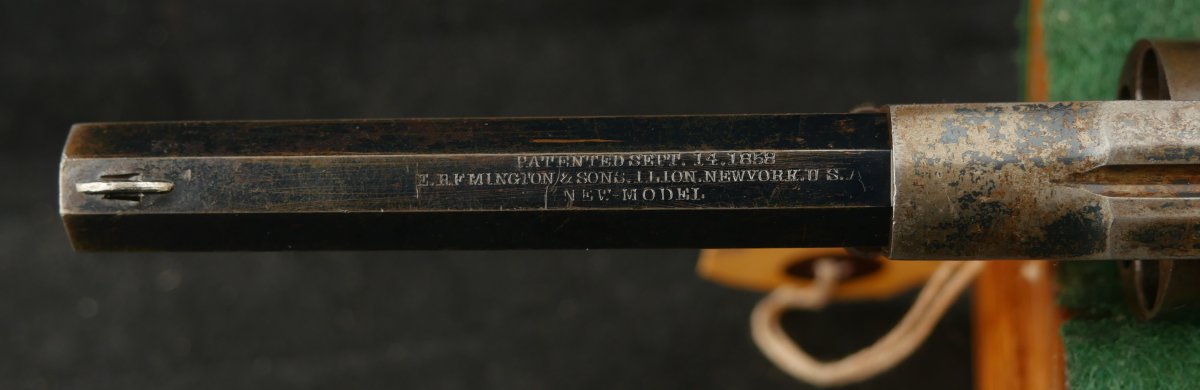 PATENTED SEPT. 14. 1858
E. REMINGTON & SONS, ILION, NEW YORK, U.S.A.
NEW-MODEL